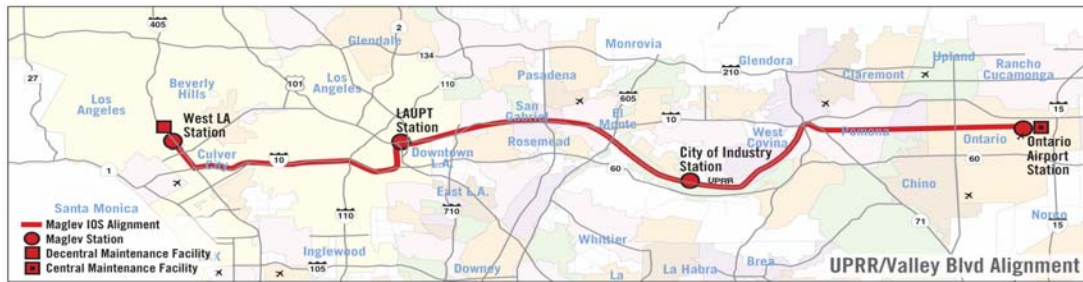 405
2
Glendale
134
Monrovia
27
Beverly
Hills
101
Los
Angeles
110
Pasadena
210
Glendora
Claremont
Upland
Rancho
Cucamonga
Los
Angeles
West LA
Station
LAUPT
Station
San
Gabriel
605
El
Monte
10
15
West
Covina
Pomona
Ontario
Ontario
Airport
Station
Culver
City
10
Downtown
L.A.
Rosemead
60
City of Industry
Station
UPRR
60
1
East L.A.
Chino
Santa Monica
110
710
71
Norco
15
Maglev IOS Alignment
Maglev Station
Decentral Maintenance Facility
Central Maintenance Facility
X
Inglewood
105
Downey
Whittier
La
La Habra
Brea
UPRR/Valley Blvd Alignment